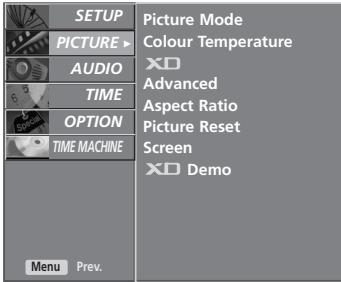 SETUP
PICTURE ►
AUDIO
TIME
OPTION
TIME MACHINE
Picture Mode
Colour Temperature
XD
Advanced
Aspect Ratio
Picture Reset
Screen
XD Demo
Menu Prev.